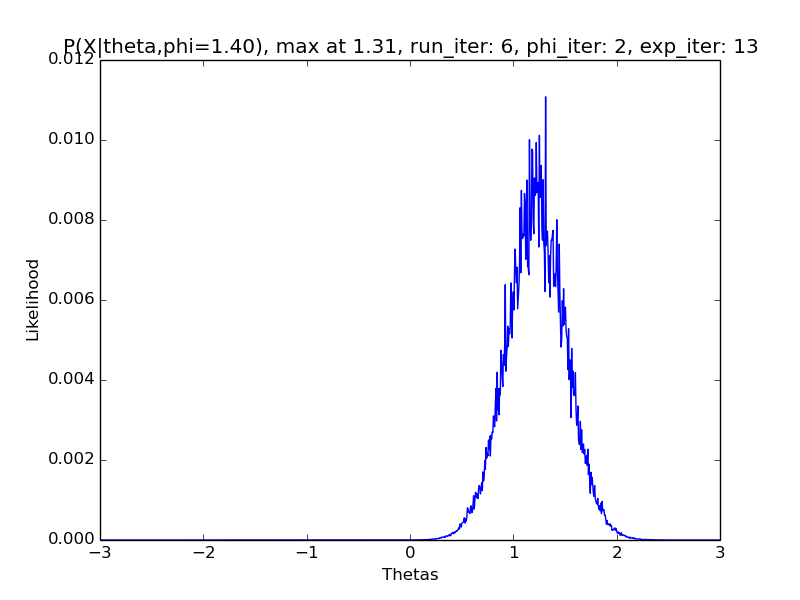 P(X|theta,phi=1.40), max at 1.31, run_iter: 6, phi_iter: 2, exp_iter: 13
0.012
0.010
0.008
0.006
0.004
0.002
0.000
Likelihood
−3 −2 −1 0 1 2 3
Thetas